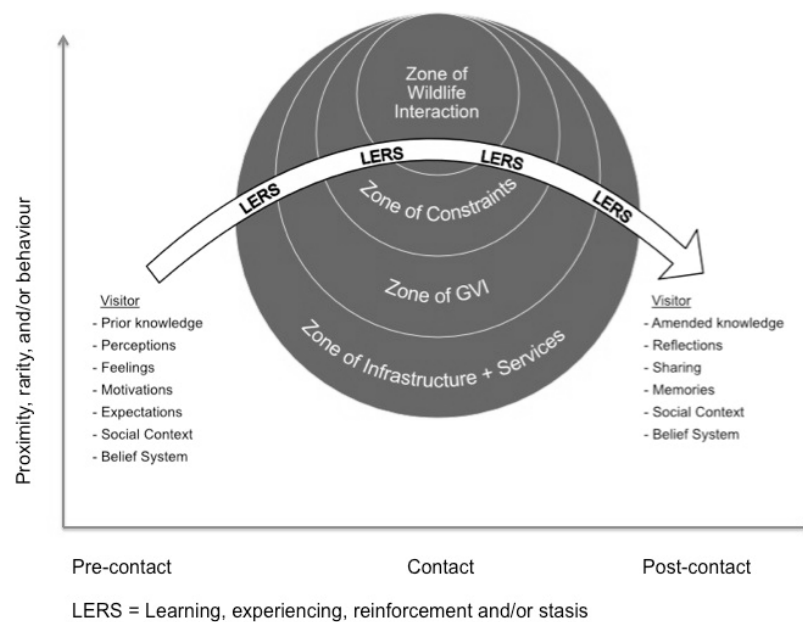 Proximity, rarity, and/or behaviour
Zone of
Wildlife
Interaction
LERS
LERS
LERS
LERS
Zone of Constraints
Zone of GVI
Zone of Infrastructure + Services
Visitor
- Prior knowledge
- Perceptions
- Feelings
- Motivations
- Expectations
- Social Context
- Belief System
Visitor
- Amended knowledge
- Reflections
- Sharing
- Memories
- Social Context
- Belief System
Pre-contact
Contact
Post-contact
LERS = Learning, experiencing, reinforcement and/or stasis